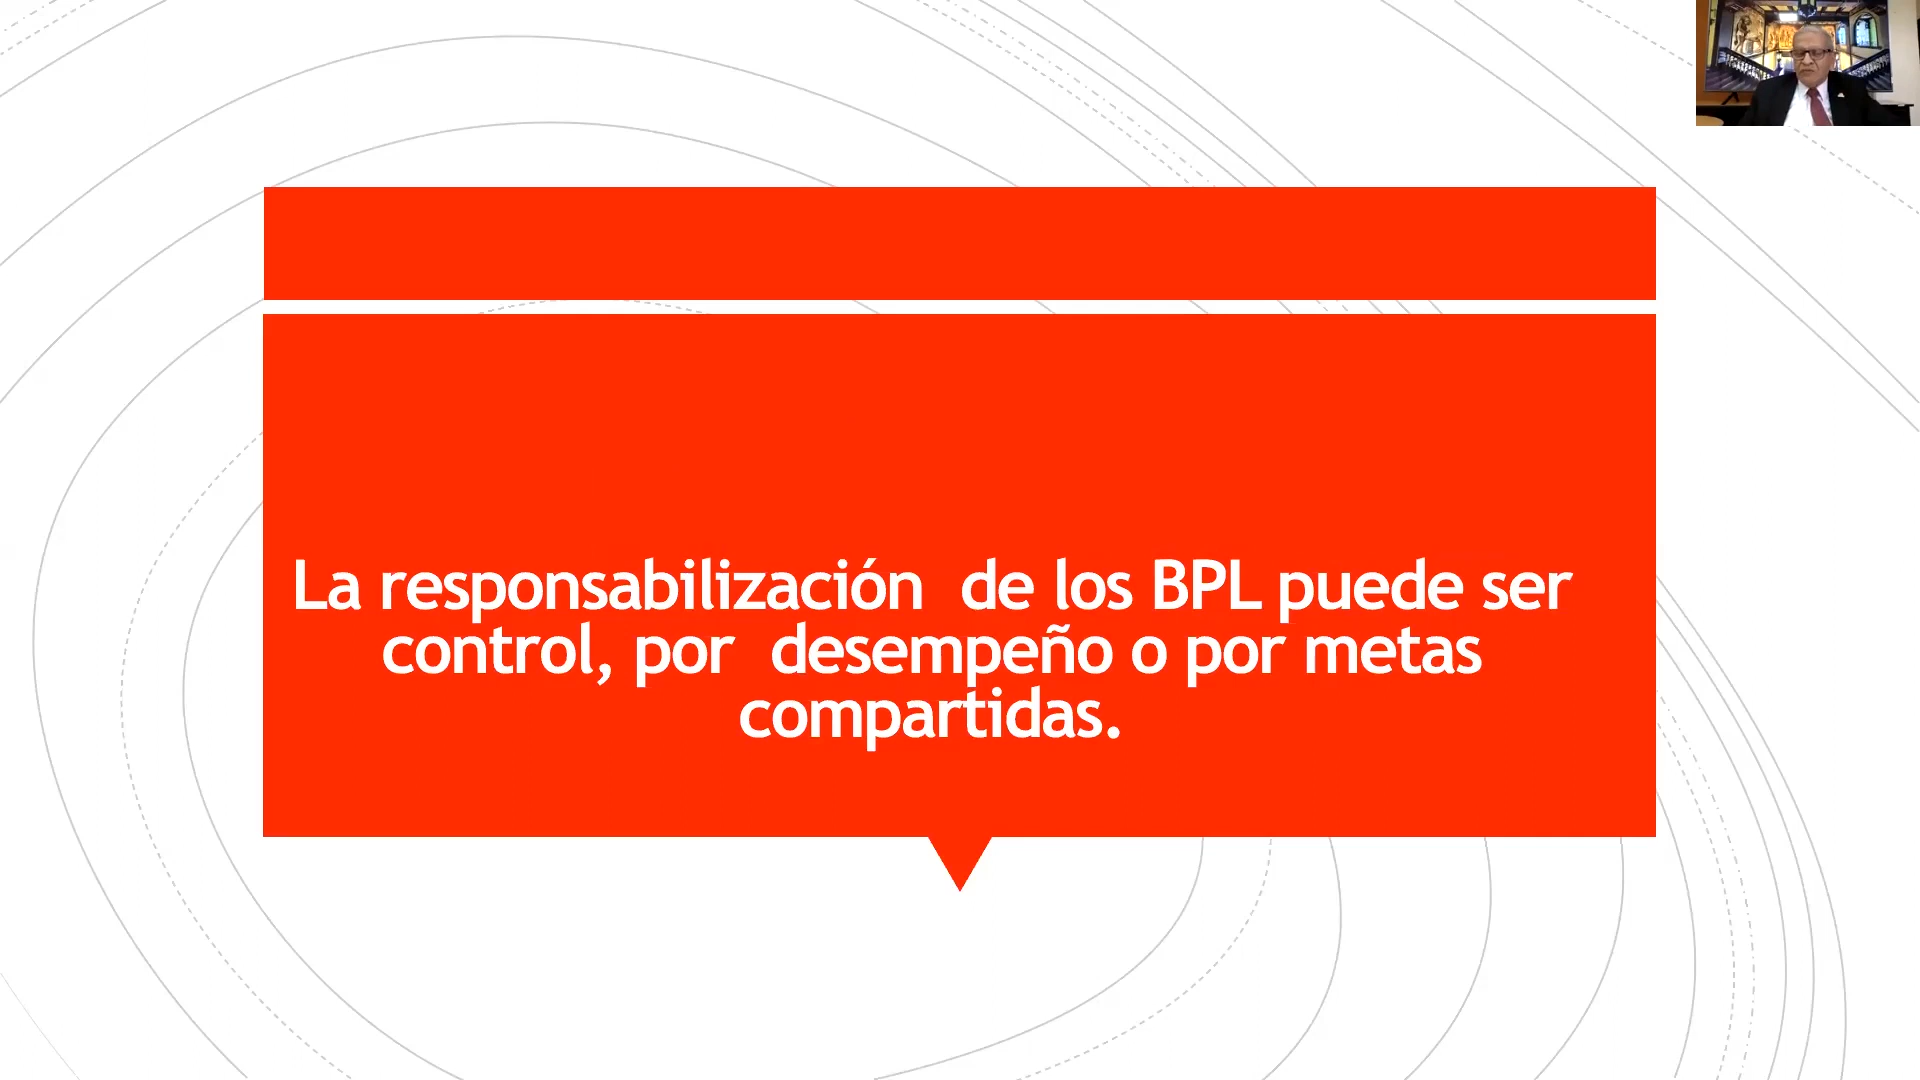 La responsabilización  de los BPL puede ser
control, por  desempeño o por metas
compartidas.